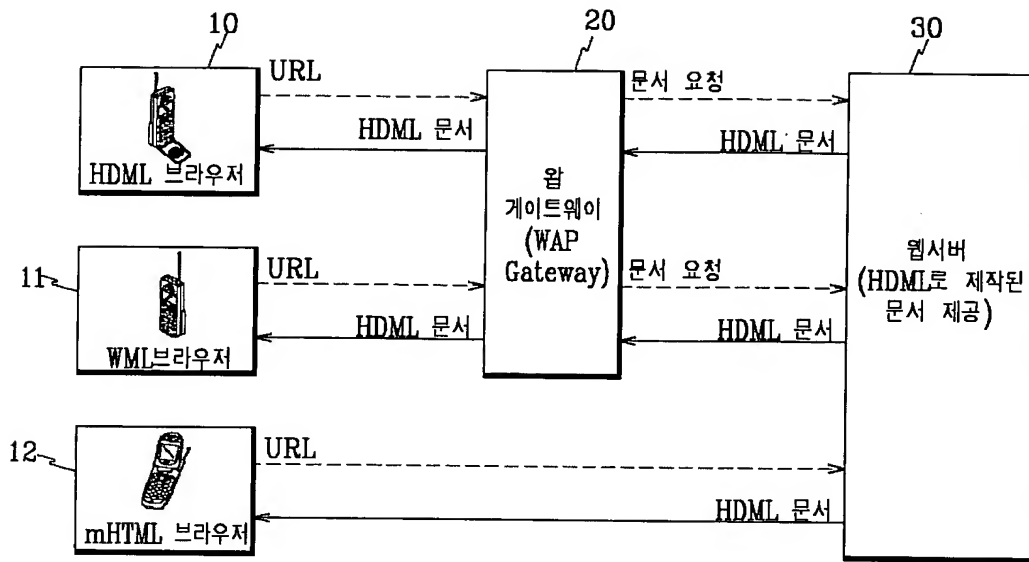 10
20
30
URL
문서 요청
HDML 문서
HDML 문서
HDML 브라우저
왑
게이트웨이
(WAP
Gateway)
웹서버
(HDML로 제작된
문서 제공)
11
URL
문서 요청
HDML 문서
HDML 문서
WML브라우저
12
URL
HDML 문서
mHTML 브라우저